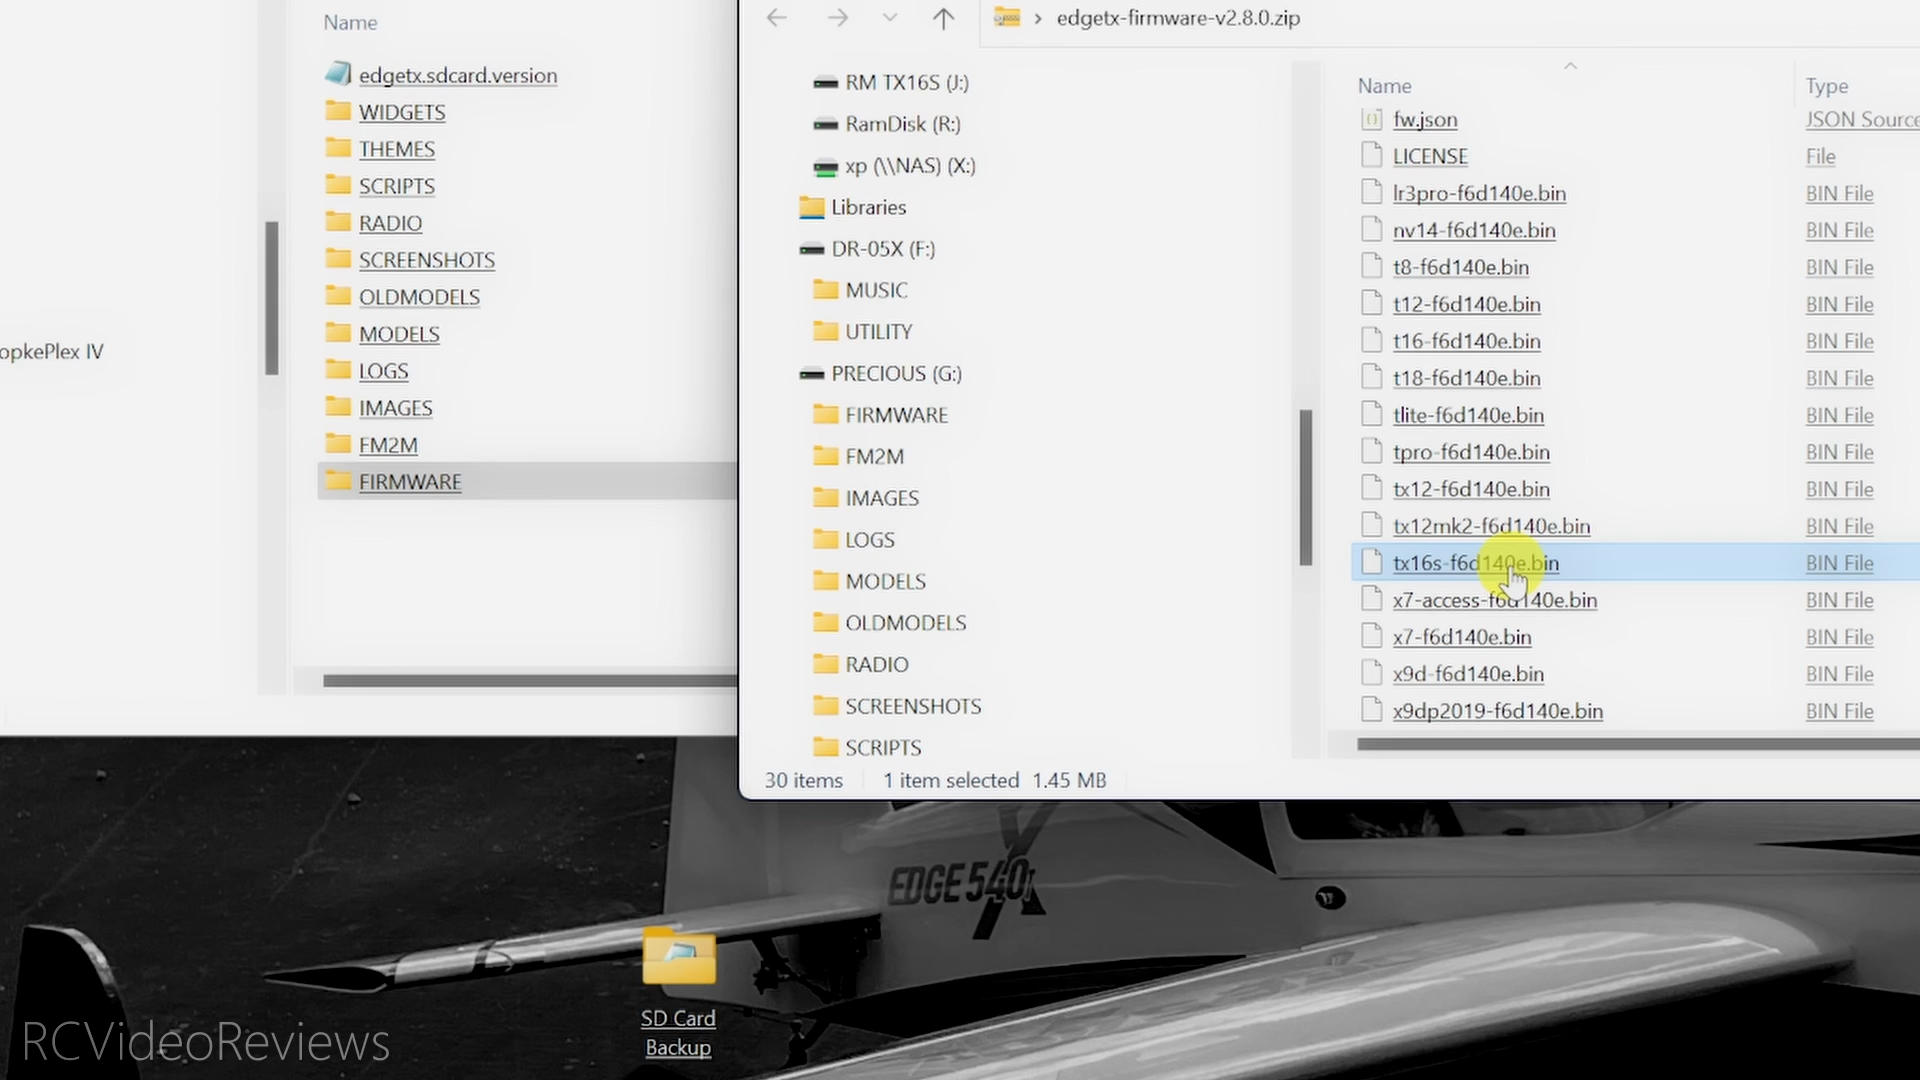 Name
edgetx.sdcard.version
WIDGETS
THEMES
SCRIPTS
RADIO
SCREENSHOTS
OLDMODELS
MODELS
LOGS
IMAGES
FM2M
FIRMWARE
opkePlex IV
edgetx-firmware-v2.8.0.zip
RM TX16S (J:)
RamDisk (R:)
xp (\\NAS) (X:)
Libraries
DR-05X (F:)
MUSIC
UTILITY
PRECIOUS (G:)
FIRMWARE
FM2M
IMAGES
LOGS
MODELS
OLDMODELS
RADIO
SCREENSHOTS
SCRIPTS
Name Type
fw.json JSON Source
LICENSE File
lr3pro-f6d140e.bin BIN File
nv14-f6d140e.bin BIN File
t8-f6d140e.bin BIN File
t12-f6d140e.bin BIN File
t16-f6d140e.bin BIN File
t18-f6d140e.bin BIN File
tlite-f6d140e.bin BIN File
tpro-f6d140e.bin BIN File
tx12-f6d140e.bin BIN File
tx12mk2-f6d140e.bin BIN File
tx16s-f6d140e.bin BIN File
x7-access-f6d140e.bin BIN File
x7-f6d140e.bin BIN File
x9d-f6d140e.bin BIN File
x9dp2019-f6d140e.bin BIN File
30 items 1 item selected 1.45 MB
EDGE 540
SD Card
Backup
RCVideoReviews